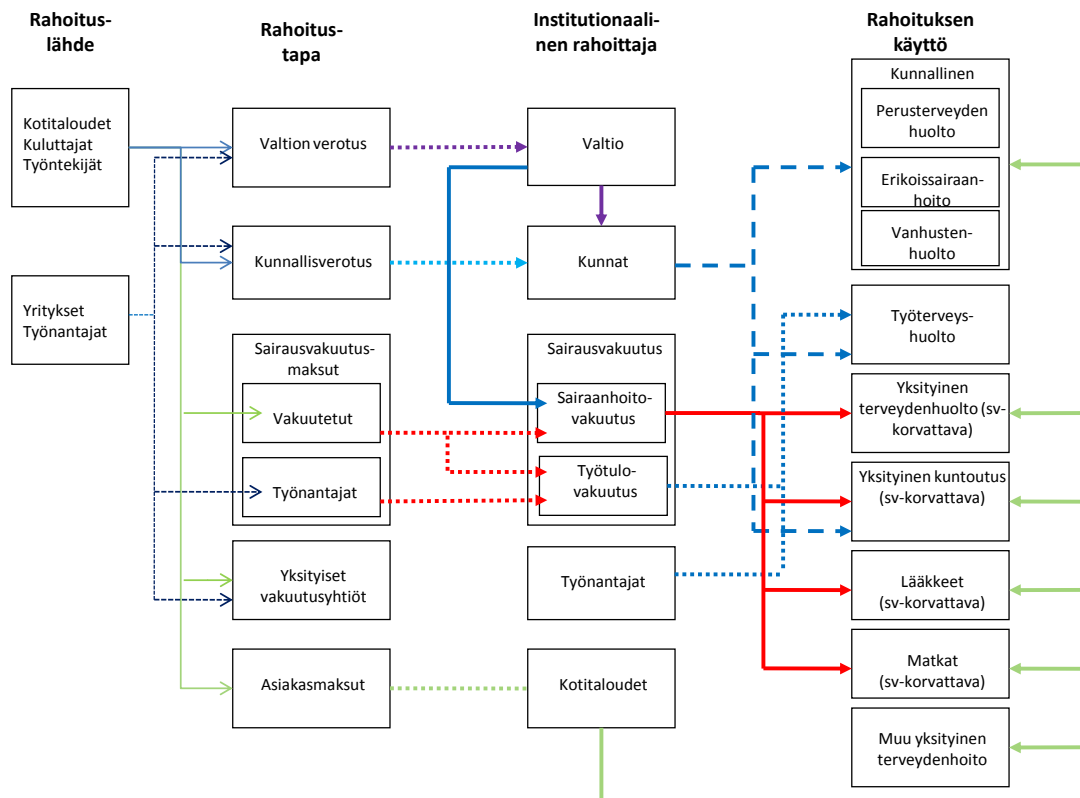 Rahoitus-
lähde
Rahoitus-
tapa
Institutionaali-
nen rahoittaja
Rahoituksen
käyttö
Kotitaloudet
Kuluttajat
Työntekijät
Yritykset
Työnantajat
Valtion verotus
Kunnallisverotus
Sairausvakuutus-
maksut
Vakuutetut
Työnantajat
Yksityiset
vakuutusyhtiöt
Asiakasmaksut
Valtio
Kunnat
Sairausvakuutus
Sairaanhoito-
vakuutus
Työtulo-
vakuutus
Työnantajat
Kotitaloudet
Kunnallinen
Perusterveyden
huolto
Erikoissairaan-
hoito
Vanhusten-
huolto
Työterveys-
huolto
Yksityinen
terveydenhuolto (sv-
korvattava)
Yksityinen kuntoutus
(sv-korvattava)
Lääkkeet
(sv-korvattava)
Matkat
(sv-korvattava)
Muu yksityinen
terveydenhoito